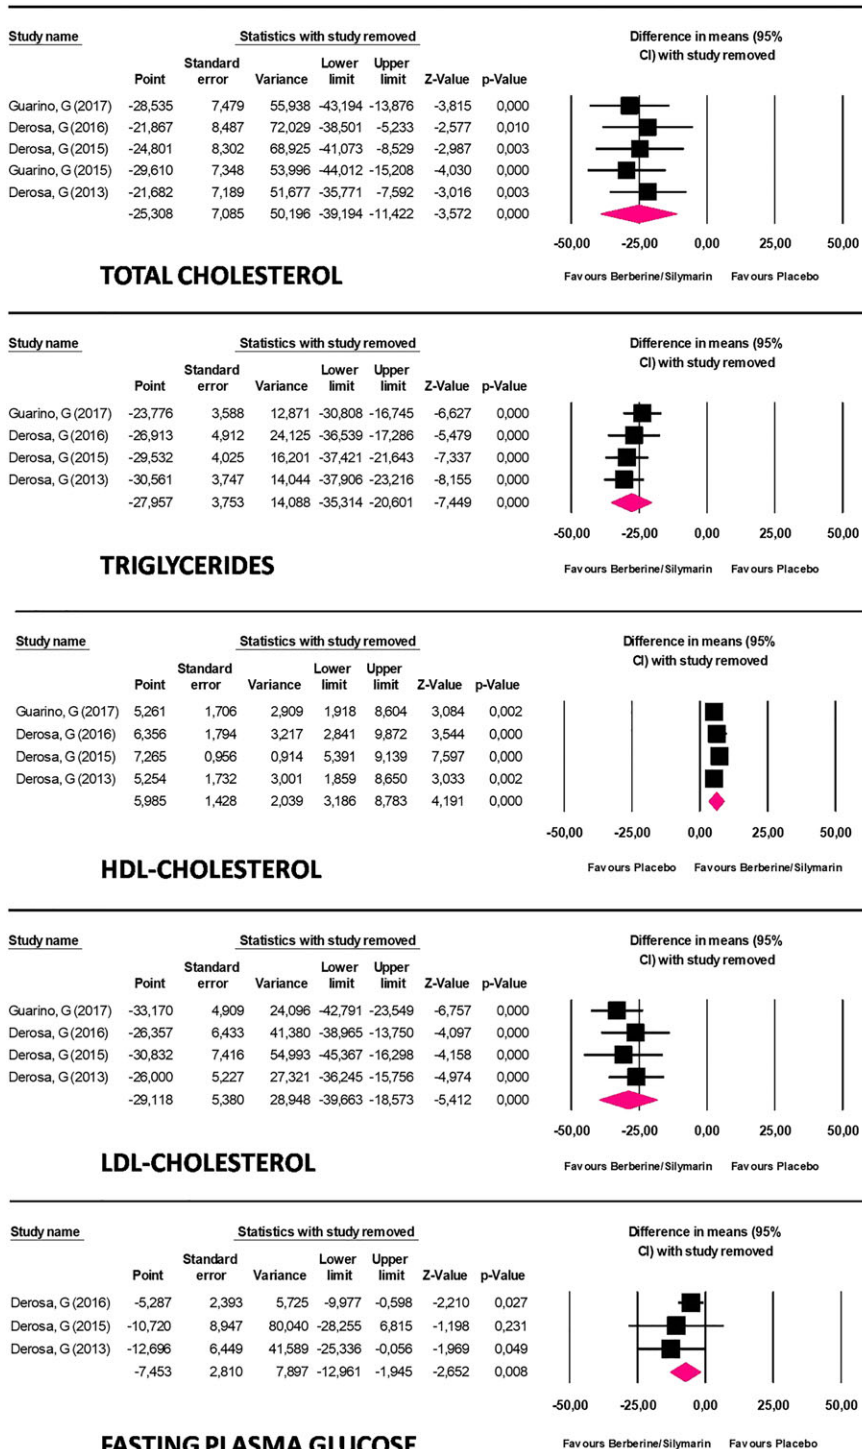 Study name Statistics with study removed Difference in means (95%
CI) with study removed
Standard Lower Upper
Point error Variance limit limit Z-Value p-Value
Guarino, G (2017) -28,535 7,479 55,938 -43,194 -13,876 -3,815 0,000
Derosa, G (2016) -21,867 8,487 72,029 -38,501 -5,233 -2,577 0,010
Derosa, G (2015) -24,801 8,302 68,925 -41,073 -8,529 -2,987 0,003
Guarino, G (2015) -29,610 7,348 53,996 -44,012 -15,208 -4,030 0,000
Derosa, G (2013) -21,682 7,189 51,677 -35,771 -7,592 -3,016 0,003
-25,308 7,085 50,196 -39,194 -11,422 -3,572 0,000
-50,00 -25,00 0,00 25,00 50,00
TOTAL CHOLESTEROL
Favours Berberine/Silymarin Favours Placebo
Study name Statistics with study removed Difference in means (95%
CI) with study removed
Standard Lower Upper
Point error Variance limit limit Z-Value p-Value
Guarino, G (2017) -23,776 3,588 12,871 -30,808 -16,745 -6,627 0,000
Derosa, G (2016) -26,913 4,912 24,125 -36,539 -17,286 -5,479 0,000
Derosa, G (2015) -29,532 4,025 16,201 -37,421 -21,643 -7,337 0,000
Derosa, G (2013) -30,561 3,747 14,044 -37,906 -23,216 -8,155 0,000
-27,957 3,753 14,088 -35,314 -20,601 -7,449 0,000
-50,00 -25,00 0,00 25,00 50,00
TRIGLYCERIDES
Favours Berberine/Silymarin Favours Placebo
Study name Statistics with study removed Difference in means (95%
CI) with study removed
Standard Lower Upper
Point error Variance limit limit Z-Value p-Value
Guarino, G (2017) 5,261 1,706 2,909 1,918 8,604 3,084 0,002
Derosa, G (2016) 6,356 1,794 3,217 2,841 9,872 3,544 0,000
Derosa, G (2015) 7,265 0,956 0,914 5,391 9,139 7,597 0,000
Derosa, G (2013) 5,254 1,732 3,001 1,859 8,650 3,033 0,002
5,985 1,428 2,039 3,186 8,783 4,191 0,000
-50,00 -25,00 0,00 25,00 50,00
HDL-CHOLESTEROL
Favours Placebo Favours Berberine/Silymarin
Study name Statistics with study removed Difference in means (95%
CI) with study removed
Standard Lower Upper
Point error Variance limit limit Z-Value p-Value
Guarino, G (2017) -33,170 4,909 24,096 -42,791 -23,549 -6,757 0,000
Derosa, G (2016) -26,357 6,433 41,380 -38,965 -13,750 -4,097 0,000
Derosa, G (2015) -30,832 7,416 54,993 -45,367 -16,298 -4,158 0,000
Derosa, G (2013) -26,000 5,227 27,321 -36,245 -15,756 -4,974 0,000
-29,118 5,380 28,948 -39,663 -18,573 -5,412 0,000
-50,00 -25,00 0,00 25,00 50,00
LDL-CHOLESTEROL
Favours Berberine/Silymarin Favours Placebo
Study name Statistics with study removed Difference in means (95%
CI) with study removed
Standard Lower Upper
Point error Variance limit limit Z-Value p-Value
Derosa, G (2016) -5,287 2,393 5,725 -9,977 -0,598 -2,210 0,027
Derosa, G (2015) -10,720 8,947 80,040 -28,255 6,815 -1,198 0,231
Derosa, G (2013) -12,696 6,449 41,589 -25,336 -0,056 -1,969 0,049
-7,453 2,810 7,897 -12,961 -1,945 -2,652 0,008
-50,00 -25,00 0,00 25,00 50,00
FASTING PLASMA GLUCOSE
Favours Berberine/Silymarin Favours Placebo